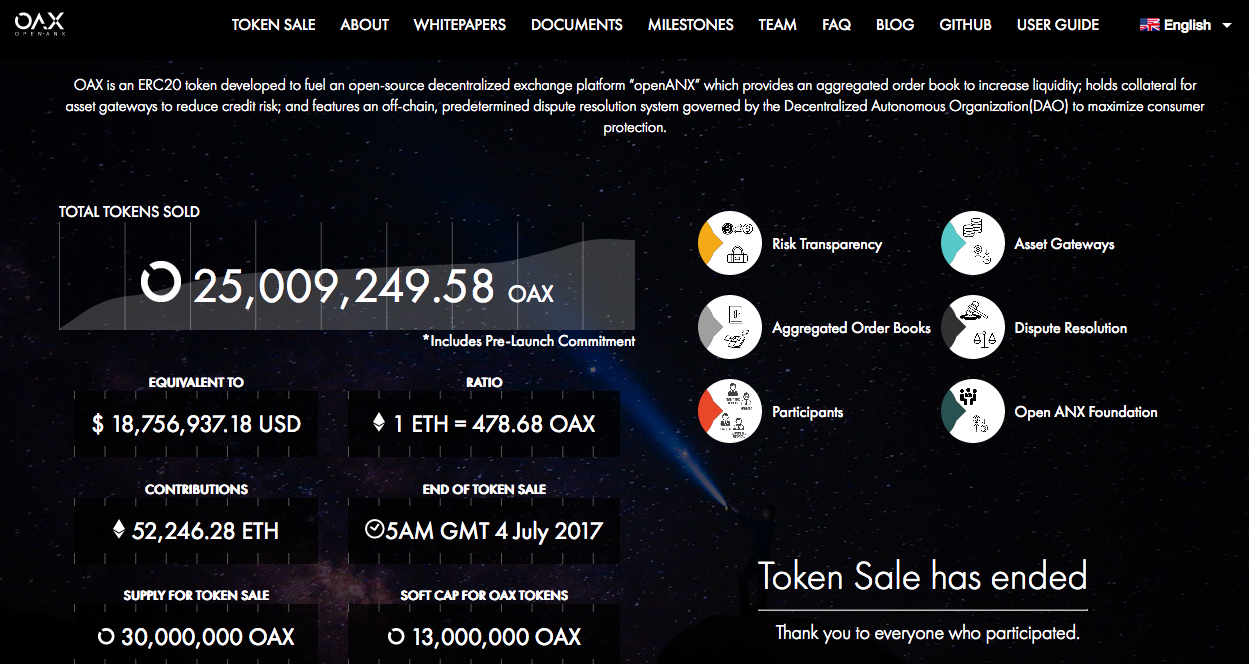 OAX
OPENANX
TOKEN SALE ABOUT WHITEPAPERS DOCUMENTS MILESTONES TEAM FAQ BLOG GITHUB USER GUIDE English
OAX is an ERC20 token developed to fuel an open-source decentralized exchange platform "openANX" which provides an aggregated order book to increase liquidity; holds collateral for
asset gateways to reduce credit risk; and features an off-chain, predetermined dispute resolution system governed by the Decentralized Autonomous Organization(DAO) to maximize consumer
protection.
TOTAL TOKENS SOLD
25,009,249.58 OAX
*Includes Pre-Launch Commitment
EQUIVALENT TO
$ 18,756,937.18 USD
RATIO
1 ETH = 478.68 OAX
CONTRIBUTIONS
52,246.28 ETH
END OF TOKEN SALE
5AM GMT 4 July 2017
SUPPLY FOR TOKEN SALE
30,000,000 OAX
SOFT CAP FOR OAX TOKENS
13,000,000 OAX
Risk Transparency
Asset Gateways
Aggregated Order Books
Dispute Resolution
Participants
Open ANX Foundation
Token Sale has ended
Thank you to everyone who participated.